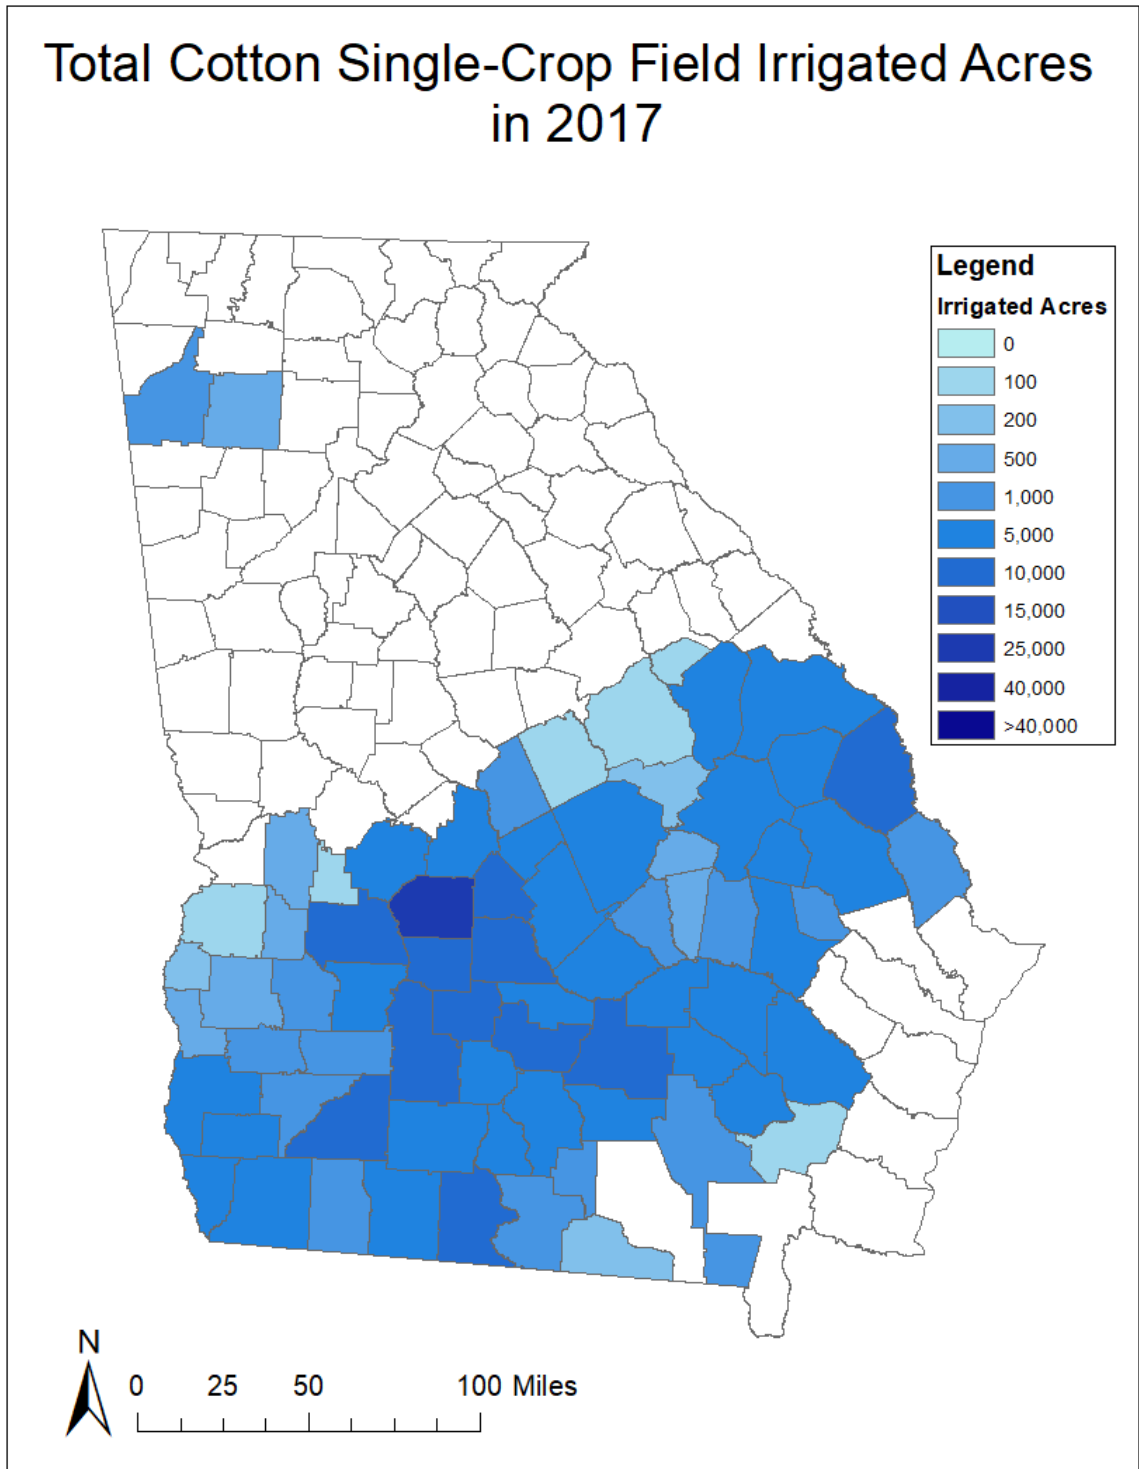 Total Cotton Single-Crop Field Irrigated Acres
in 2017
Legend
Irrigated Acres
0
100
200
500
1,000
5,000
10,000
15,000
25,000
40,000
>40,000
N
0 25 50 100 Miles